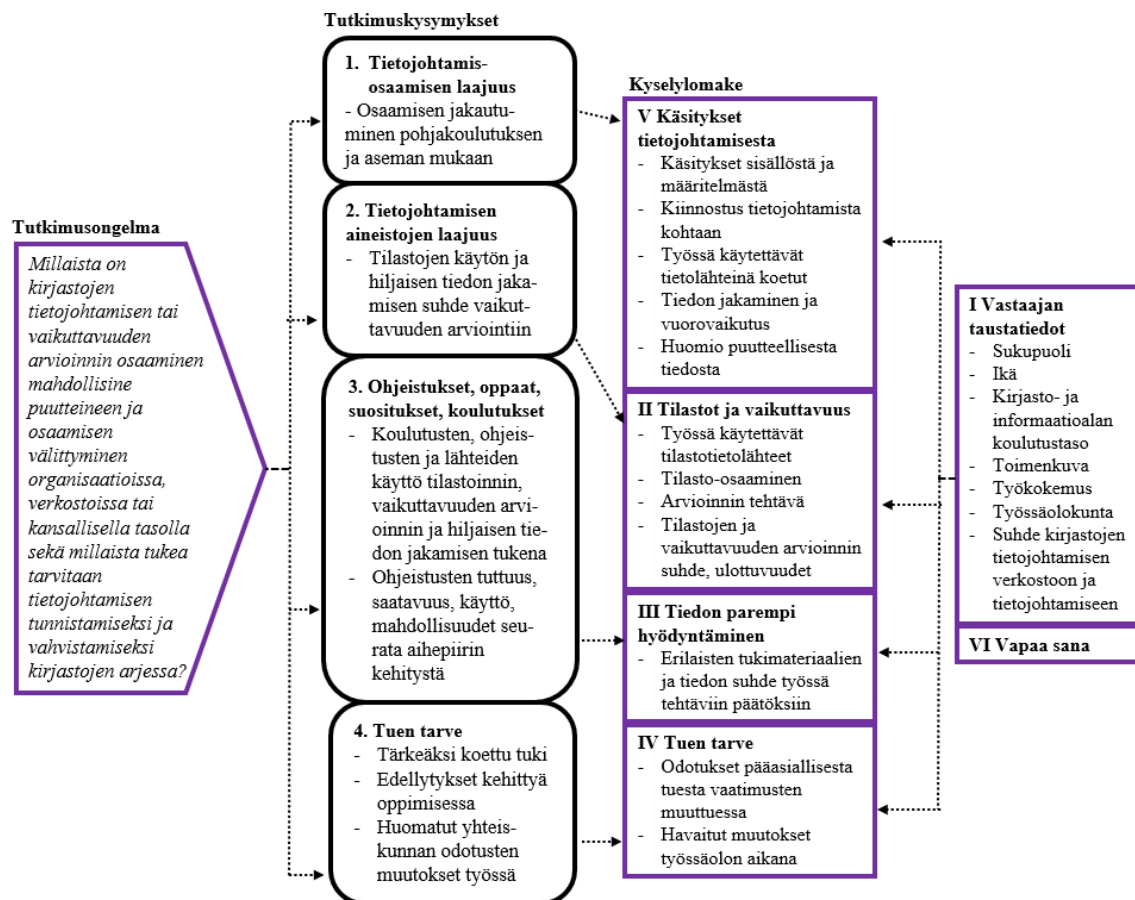 Tutkimusongelma
Millaista on
kirjastojen
tietojohtamisen tai
vaikuttavuuden
arvioinnin osaaminen
mahdollisine
puutteineen ja
osaamisen
välittyminen
organisaatioissa,
verkostoissa tai
kansallisella tasolla
sekä millaista tukea
tarvitaan
tietojohtamisen
tunnistamiseksi ja
vahvistamiseksi
kirjastojen arjessa?
Tutkimuskysymykset
1. Tietojohtamis-
osaamisen laajuus
- Osaamisen jakautu-
minen pohjakoulutuksen
ja aseman mukaan
2. Tietojohtamisen
aineistojen laajuus
- Tilastojen käytön ja
hiljaisen tiedon jaka-
misen suhde vaikut-
tavuuden arviointiin
3. Ohjeistukset, oppaat,
suositukset, koulutukset
- Koulutusten, ohjeis-
tusten ja lähteiden
käyttö tilastoinnin,
vaikuttavuuden arvi-
oinnin ja hiljaisen tie-
don jakamisen tukena
- Ohjeistusten tuttuus,
saatavuus, käyttö,
mahdollisuudet seu-
rata aihepiirin
kehitystä
4. Tuen tarve
- Tärkeäksi koettu tuki
- Edellytykset kehittyä
oppimisessa
- Huomatut yhteis-
kunnan odotusten
muutokset työssä
Kyselylomake
V Käsitykset
tietojohtamisesta
- Käsitykset sisällöstä ja
määritelmästä
- Kiinnostus tietojohtamista
kohtaan
- Työssä käytettävät
tietolähteinä koetut
- Tiedon jakaminen ja
vuorovaikutus
- Huomio puutteellisesta
tiedosta
II Tilastot ja vaikuttavuus
- Työssä käytettävät
tilastotietolähteet
- Tilasto-osaaminen
- Arvioinnin tehtävä
- Tilastojen ja
vaikuttavuuden arvioinnin
suhde, ulottuvuudet
III Tiedon parempi
hyödyntäminen
- Erilaisten tukimateriaalien
ja tiedon suhde työssä
tehtäviin päätöksiin
IV Tuen tarve
- Odotukset pääasiallisesta
tuesta vaatimusten
muuttuessa
- Havaitut muutokset
työssäolon aikana
I Vastaajan
taustatiedot
- Sukupuoli
- Ikä
- Kirjasto- ja
informaatioalan
koulutustaso
- Toimenkuva
- Työkokemus
- Työssäolokunta
- Suhde kirjastojen
tietojohtamisen
verkostoon ja
tietojohtamiseen
VI Vapaa sana